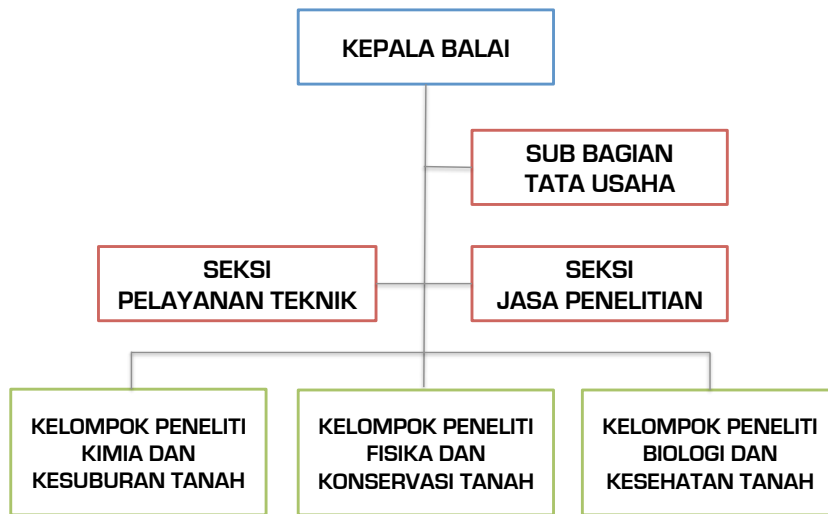 KEPALA BALAI
SUB BAGIAN
TATA USAHA
SEKSI
PELAYANAN TEKNIK
SEKSI
JASA PENELITIAN
KELOMPOK PENELITI
KIMIA DAN
KESUBURAN TANAH
KELOMPOK PENELITI
FISIKA DAN
KONSERVASI TANAH
KELOMPOK PENELITI
BIOLOGI DAN
KESEHATAN TANAH